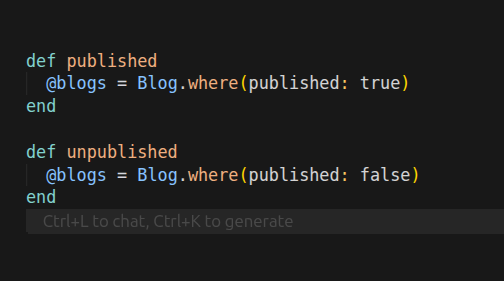 def published
  @blogs = Blog.where(published: true)
end
def unpublished
  @blogs = Blog.where(published: false)
end
Ctrl+L to chat, Ctrl+K to generate